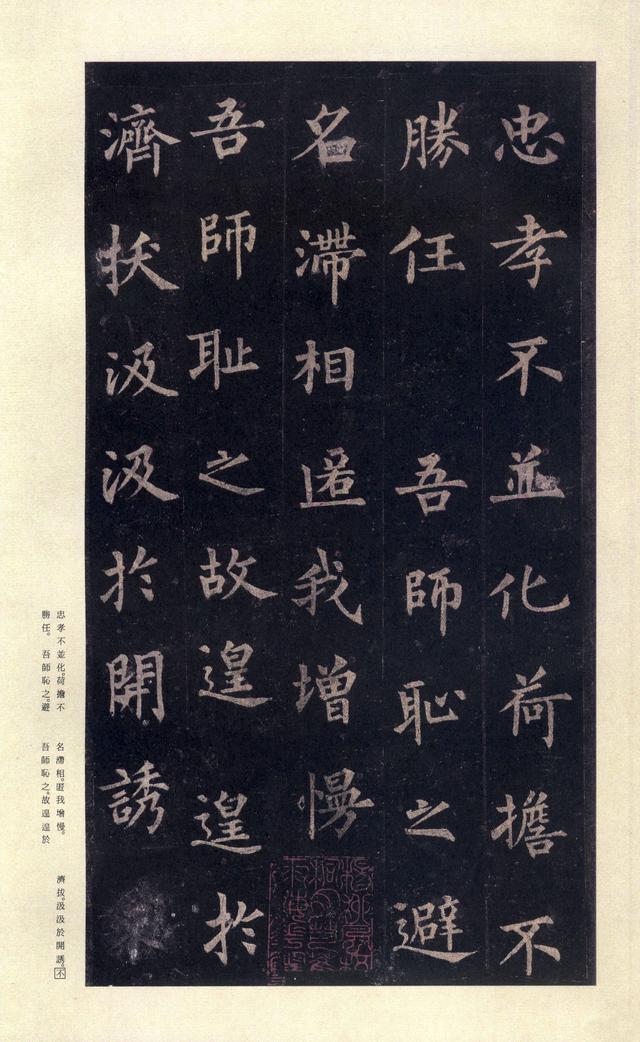 忠孝不並化荷擔不
勝任　吾師恥之避
名滯相匿我增慢
吾師耻之故遑遑於
濟拔汲汲於開誘
忠孝不並化。荷擔不
勝任。　吾師恥之。避
名滯相。匿我增慢。
吾師恥之。故遑遑於
濟拔。汲汲於開誘。不